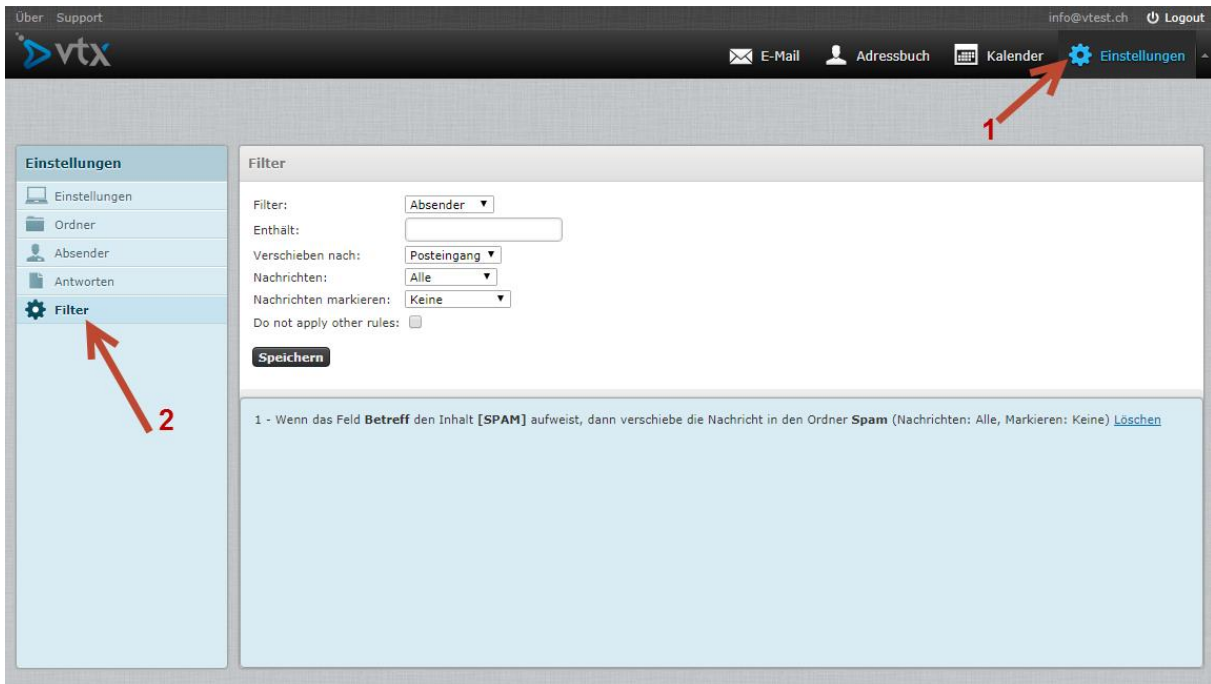 Über Support info@vtest.ch Logout
vtx E-Mail Adressbuch Kalender Einstellungen
1
Einstellungen
Einstellungen
Ordner
Absender
Antworten
Filter
2
Filter
Filter: Absender
Enthält:
Verschieben nach: Posteingang
Nachrichten: Alle
Nachrichten markieren: Keine
Do not apply other rules:
Speichern
1 - Wenn das Feld Betreff den Inhalt [SPAM] aufweist, dann verschiebe die Nachricht in den Ordner Spam (Nachrichten: Alle, Markieren: Keine) Löschen